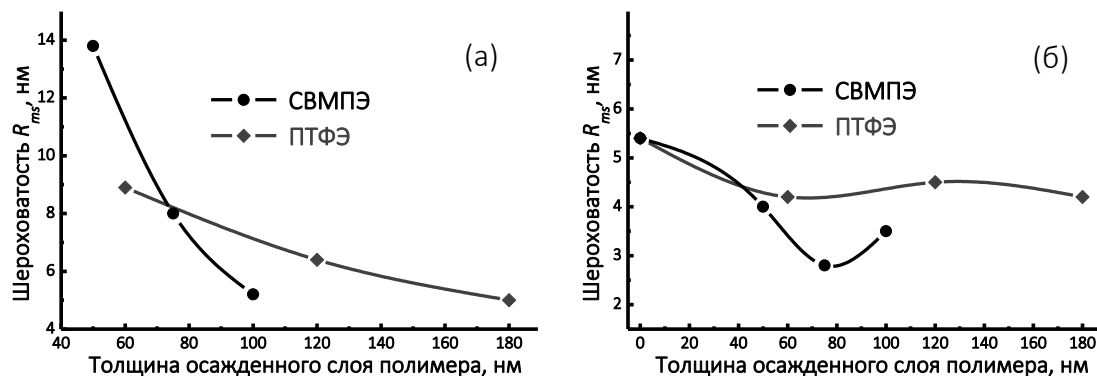 (а)
Шероховатость Rms, нм
14
12
10
8
6
4
СВМПЭ
ПТФЭ
40 60 80 100 120 140 160 180
Толщина осажденного слоя полимера, нм
(б)
Шероховатость Rms, нм
7
6
5
4
3
2
СВМПЭ
ПТФЭ
0 20 40 60 80 100 120 140 160 180
Толщина осажденного слоя полимера, нм